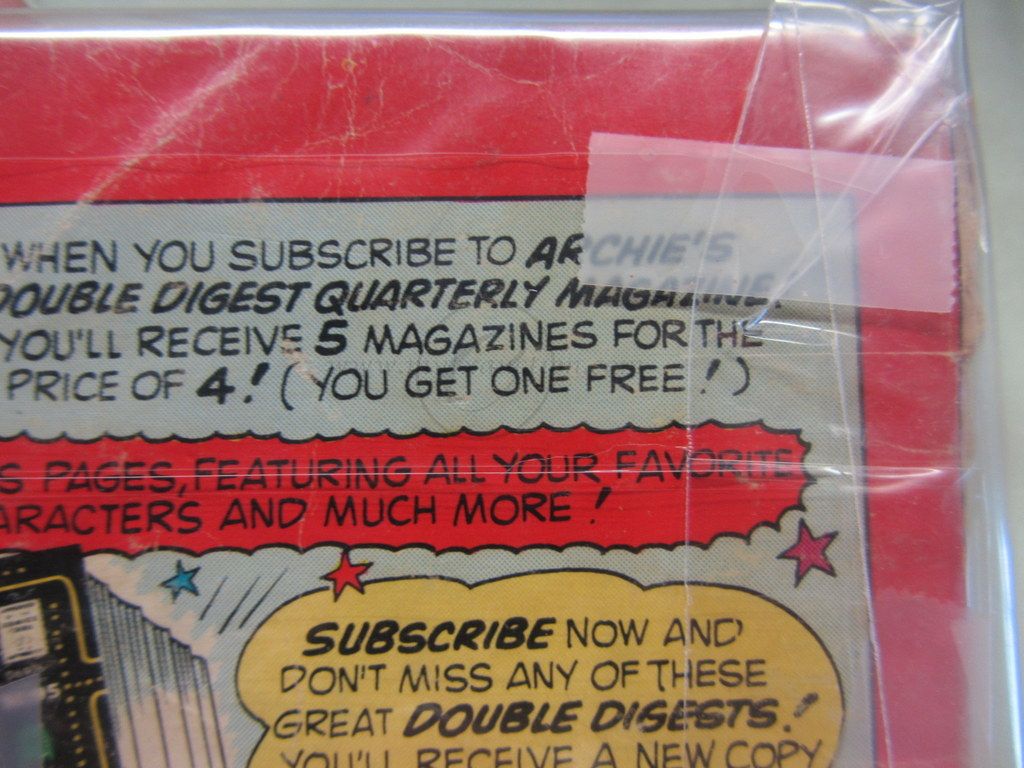 WHEN YOU SUBSCRIBE TO ARCHIE'S
DOUBLE DIGEST QUARTERLY MAGAZINE,
YOU'LL RECEIVE 5 MAGAZINES FOR THE
PRICE OF 4! (YOU GET ONE FREE!)
S PAGES, FEATURING ALL YOUR FAVORITE
ARACTERS AND MUCH MORE!
SUBSCRIBE NOW AND
DON'T MISS ANY OF THESE
GREAT DOUBLE DIGESTS!
YOU'LL RECEIVE A NEW COPY